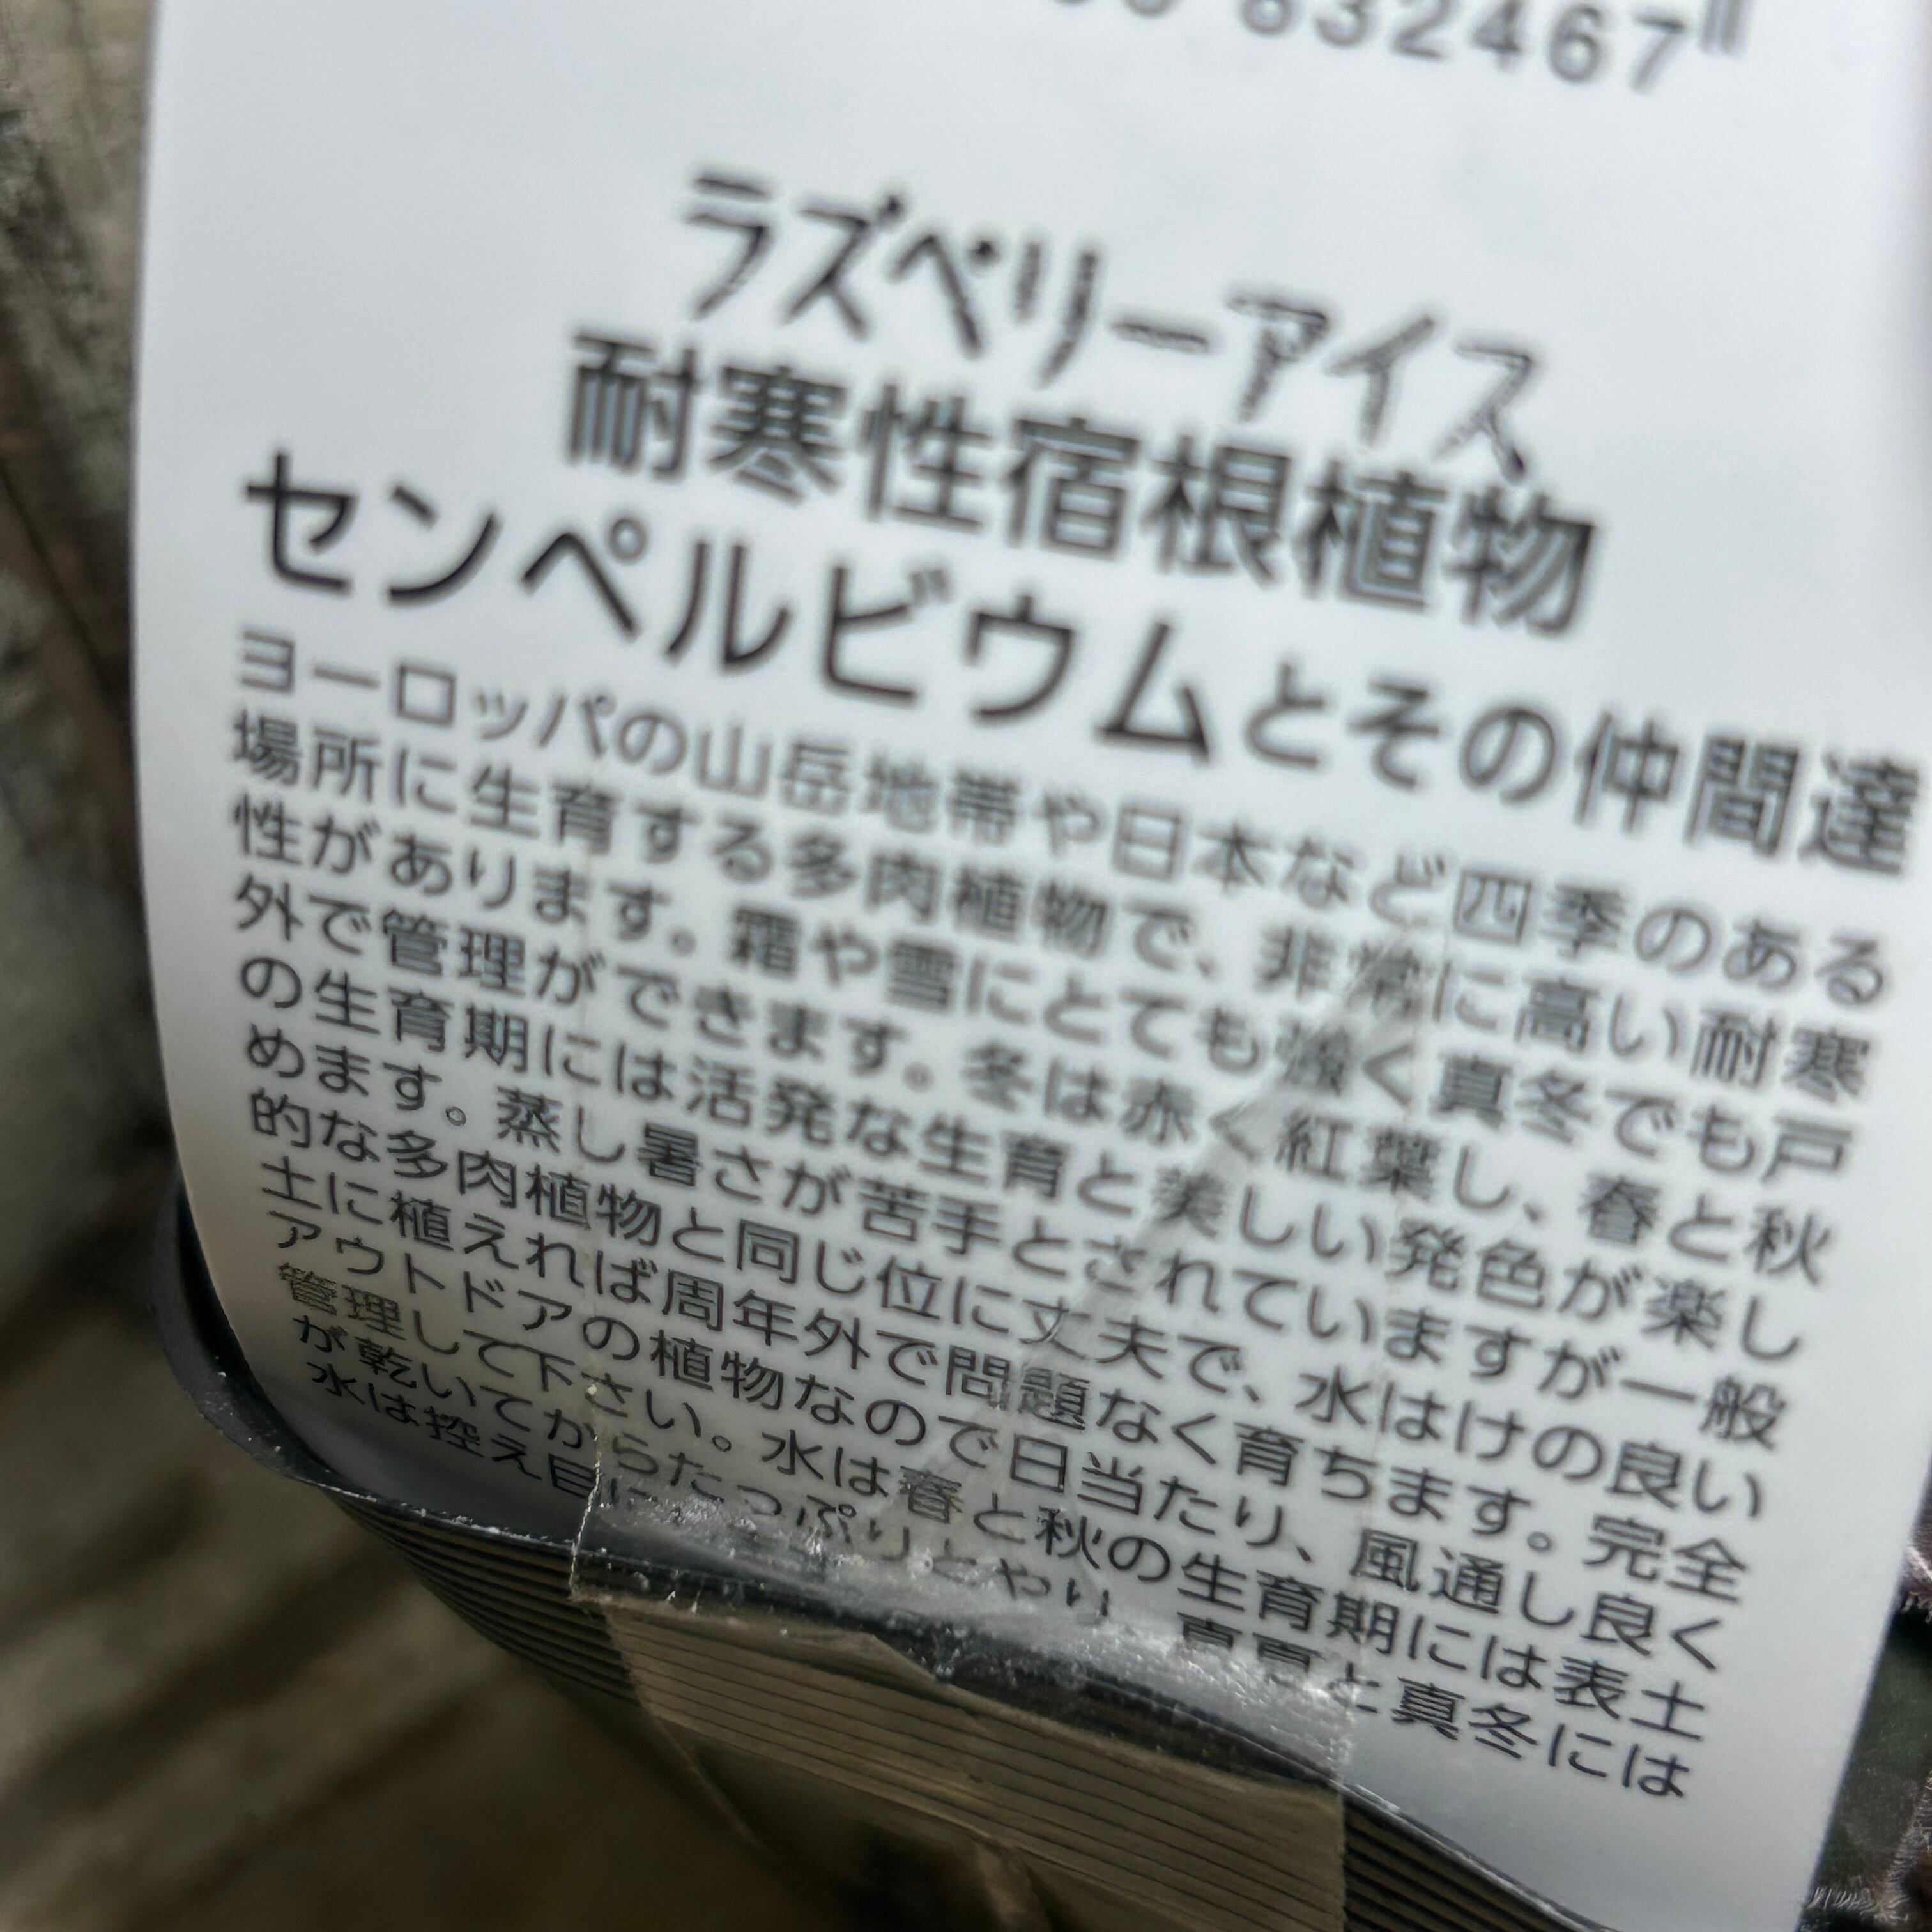 832467
ラズベリーアイス
耐寒性宿根植物
センペルビウムとその仲間達
ヨーロッパの山岳地帯や日本など四季のある
場所に生育する多肉植物で、非常に高い耐寒
性があります。霜や雪にとても強く真冬でも戸
外で管理ができます。冬は赤く紅葉し、春と秋
の生育期には活発な生育と美しい発色が楽し
めます。蒸し暑さが苦手とされていますが一般
的な多肉植物と同じ位に丈夫で、水はけの良い
土に植えれば周年外で問題なく育ちます。完全
アウトドアの植物なので日当たり、風通し良く
管理して下さい。水は春と秋の生育期には表土
が乾いてからたっぷりとやり、真夏と真冬には
水は控え目に